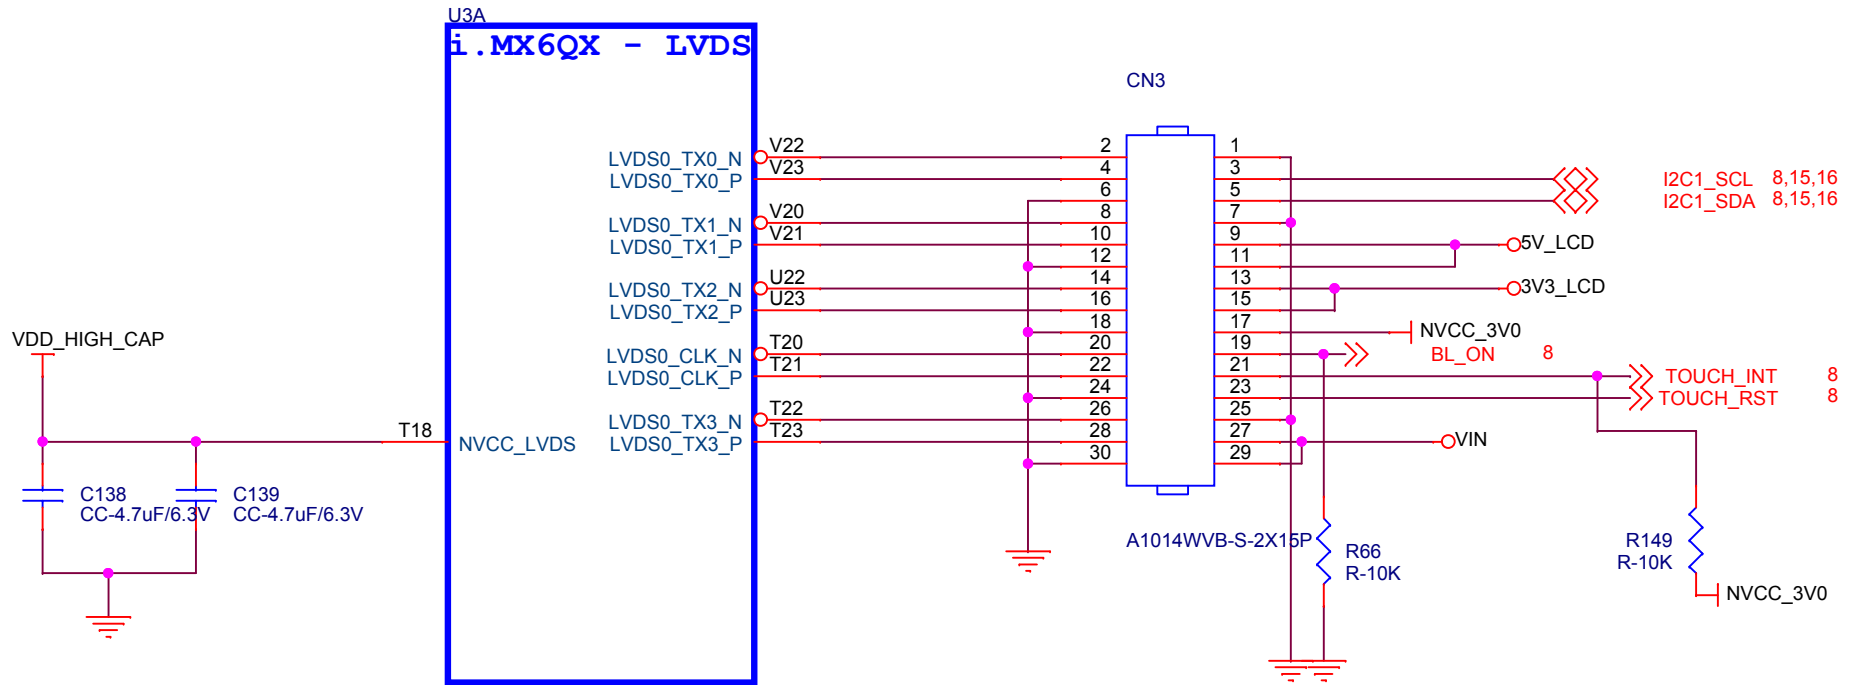 U3A
i.MX6QX - LVDS
CN3
LVDS0_TX0_N V22 2 1
LVDS0_TX0_P V23 4 3 I2C1_SCL 8,15,16
6 5 I2C1_SDA 8,15,16
LVDS0_TX1_N V20 8 7
LVDS0_TX1_P V21 10 9 5V_LCD
12 11
LVDS0_TX2_N U22 14 13 3V3_LCD
LVDS0_TX2_P U23 16 15
18 17 NVCC_3V0
LVDS0_CLK_N T20 20 19 BL_ON 8
LVDS0_CLK_P T21 22 21 TOUCH_INT 8
24 23 TOUCH_RST 8
LVDS0_TX3_N T22 26 25
LVDS0_TX3_P T23 28 27 VIN
30 29
VDD_HIGH_CAP
T18 NVCC_LVDS
C138
CC-4.7uF/6.3V
C139
CC-4.7uF/6.3V
A1014WVB-S-2X15P
R66
R-10K
R149
R-10K
NVCC_3V0